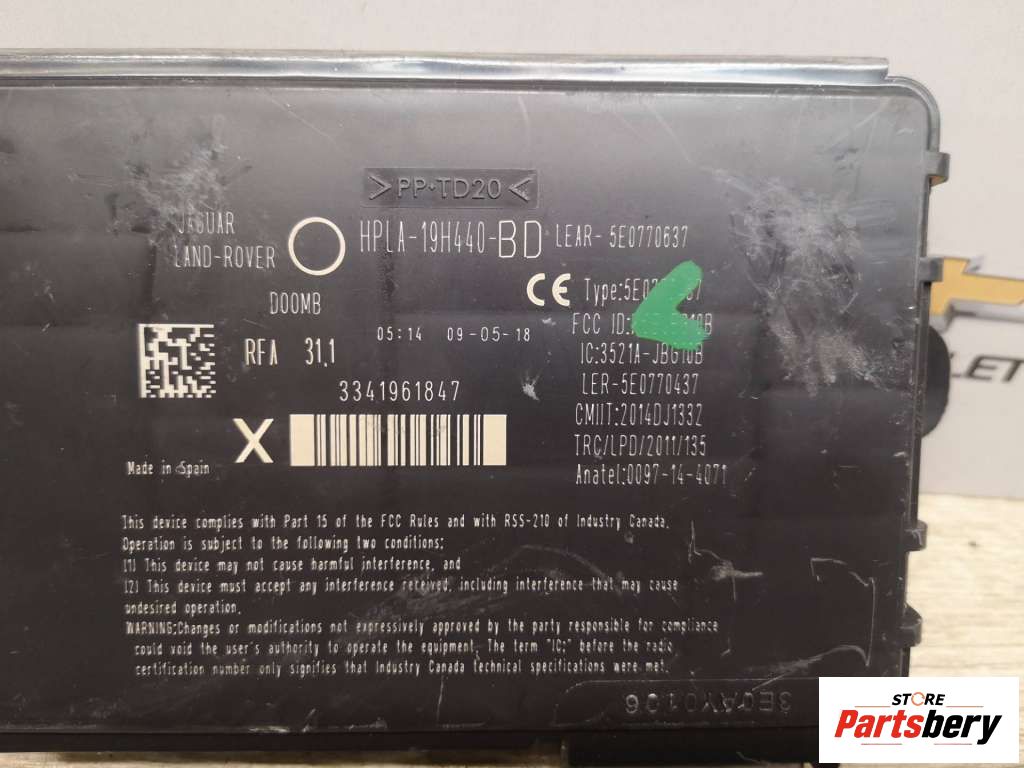 >PP+TD20<
JAGUAR
LAND-ROVER
HPLA-19H440-BD
LEAR- 5E0770637
CE
FCC ID:
IC:3521A-JBG10B
LER-5E0770437
CMIIT:2014DJ1332
TRC/LPD/2011/135
Anatel:0097-14-4071
D00MB
05:14 09-05-18
RFA 31.1
3341961847
X
Made in Spain
This device complies with Part 15 of the FCC Rules and with RSS-210 of Industry Canada.
Operation is subject to the following two conditions:
(1) This device may not cause harmful interference, and
(2) This device must accept any interference received, including interference that may cause
undesired operation.
WARNING:Changes or modifications not expressively approved by the party responsible for compliance
could void the user's authority to operate the equipment. The term "IC:" before the radio
certification number only signifies that Industry Canada technical specifications were met.
STORE
Partsbery